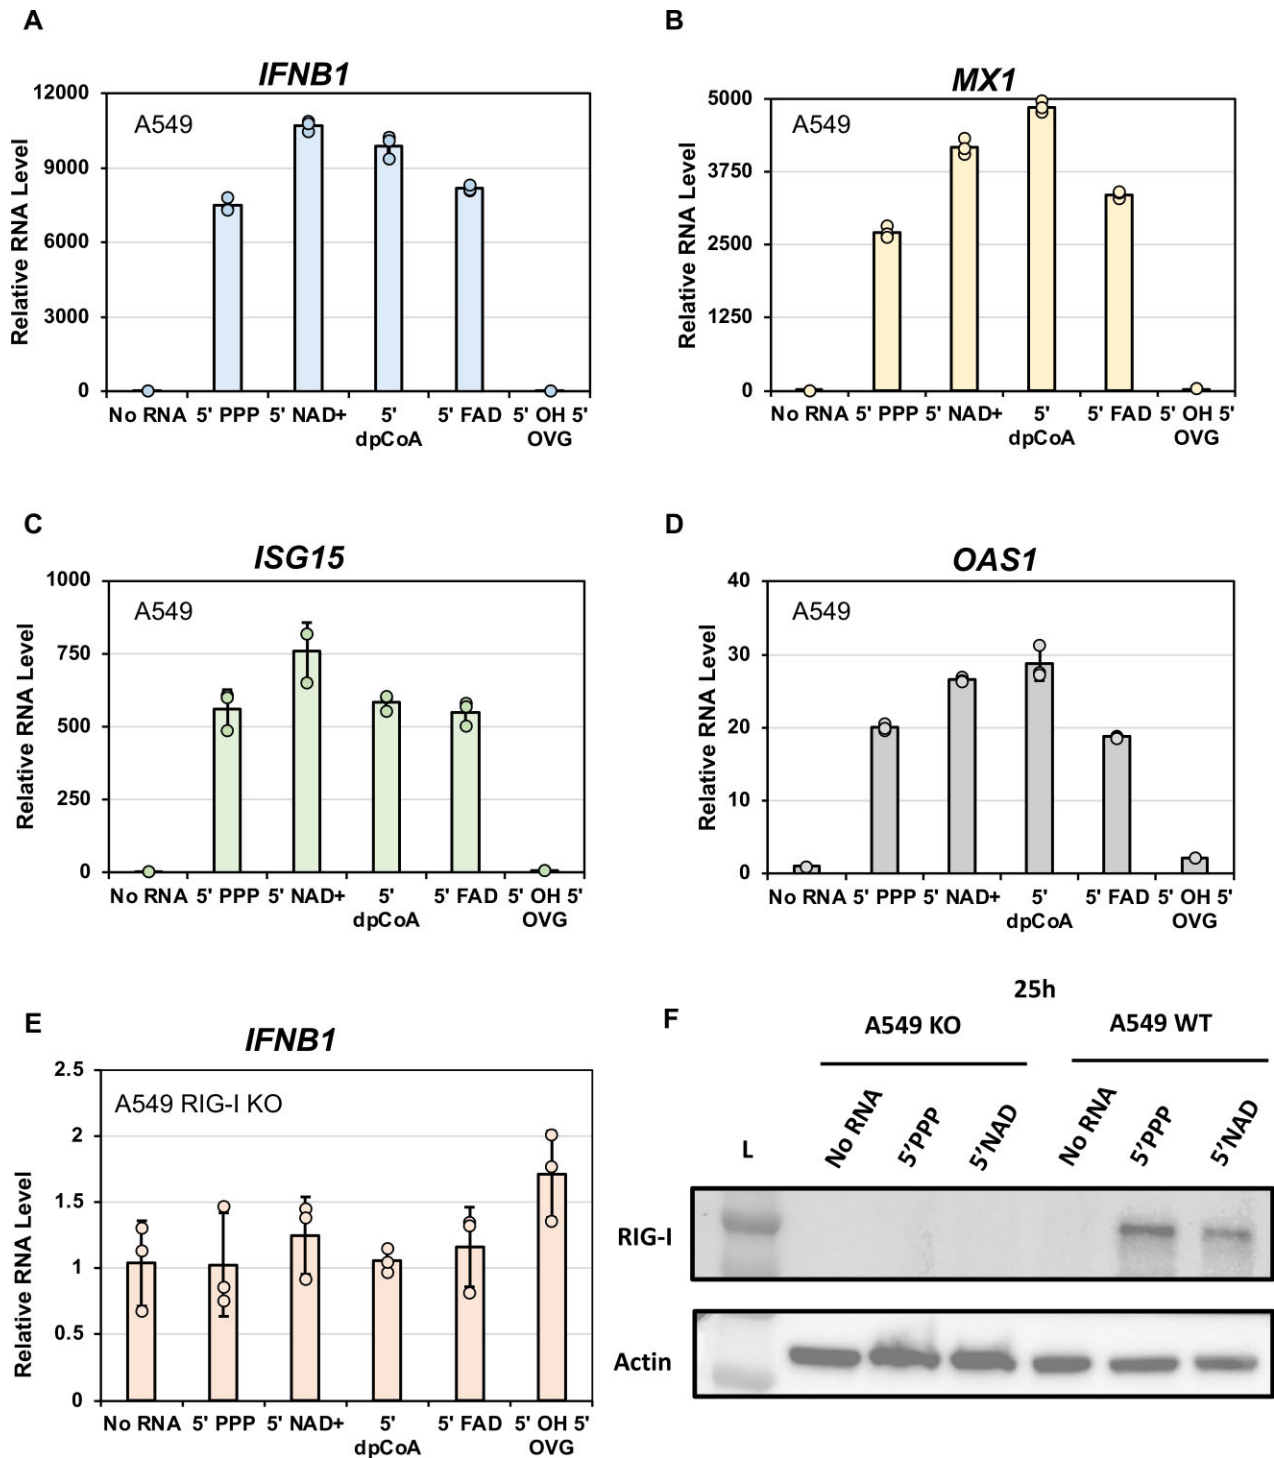 A
IFNB1
A549
Relative RNA Level
12000
9000
6000
3000
0
No RNA 5' PPP 5' NAD+ 5' 5' FAD 5' OH 5'
dpCoA OVG
B
MX1
A549
Relative RNA Level
5000
3750
2500
1250
0
No RNA 5' PPP 5' NAD+ 5' 5' FAD 5' OH 5'
dpCoA OVG
C
ISG15
A549
Relative RNA Level
1000
750
500
250
0
No RNA 5' PPP 5' NAD+ 5' 5' FAD 5' OH 5'
dpCoA OVG
D
OAS1
A549
Relative RNA Level
40
30
20
10
0
No RNA 5' PPP 5' NAD+ 5' 5' FAD 5' OH 5'
dpCoA OVG
E
IFNB1
A549 RIG-I KO
Relative RNA Level
2.5
2
1.5
1
0.5
0
No RNA 5' PPP 5' NAD+ 5' 5' FAD 5' OH 5'
dpCoA OVG
F
25h
A549 KO A549 WT
L No RNA 5'PPP 5'NAD No RNA 5'PPP 5'NAD
RIG-I
Actin